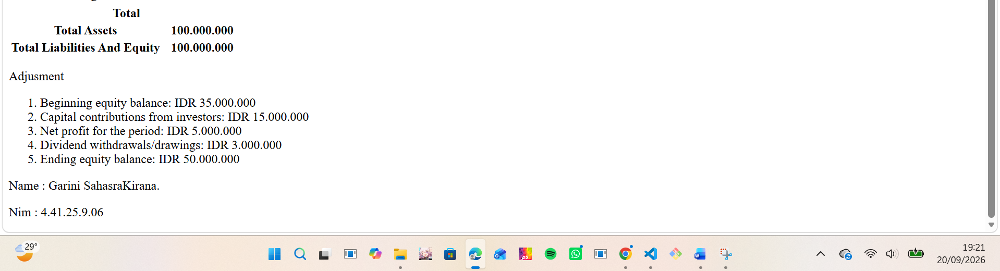 Total
Total Assets 100.000.000
Total Liabilities And Equity 100.000.000
Adjusment
1. Beginning equity balance: IDR 35.000.000
2. Capital contributions from investors: IDR 15.000.000
3. Net profit for the period: IDR 5.000.000
4. Dividend withdrawals/drawings: IDR 3.000.000
5. Ending equity balance: IDR 50.000.000
Name : Garini SahasraKirana.
Nim : 4.41.25.9.06
29°
19:21
20/09/2026